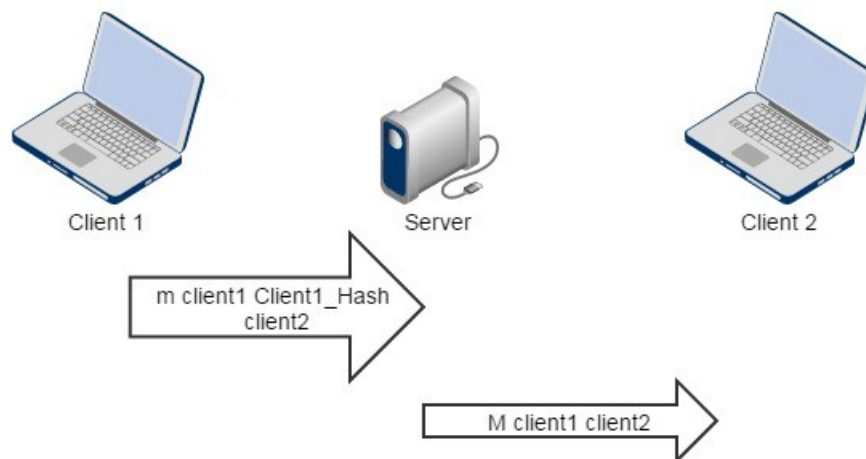 Client 1
Server
Client 2
m client1 Client1_Hash
client2
M client1 client2